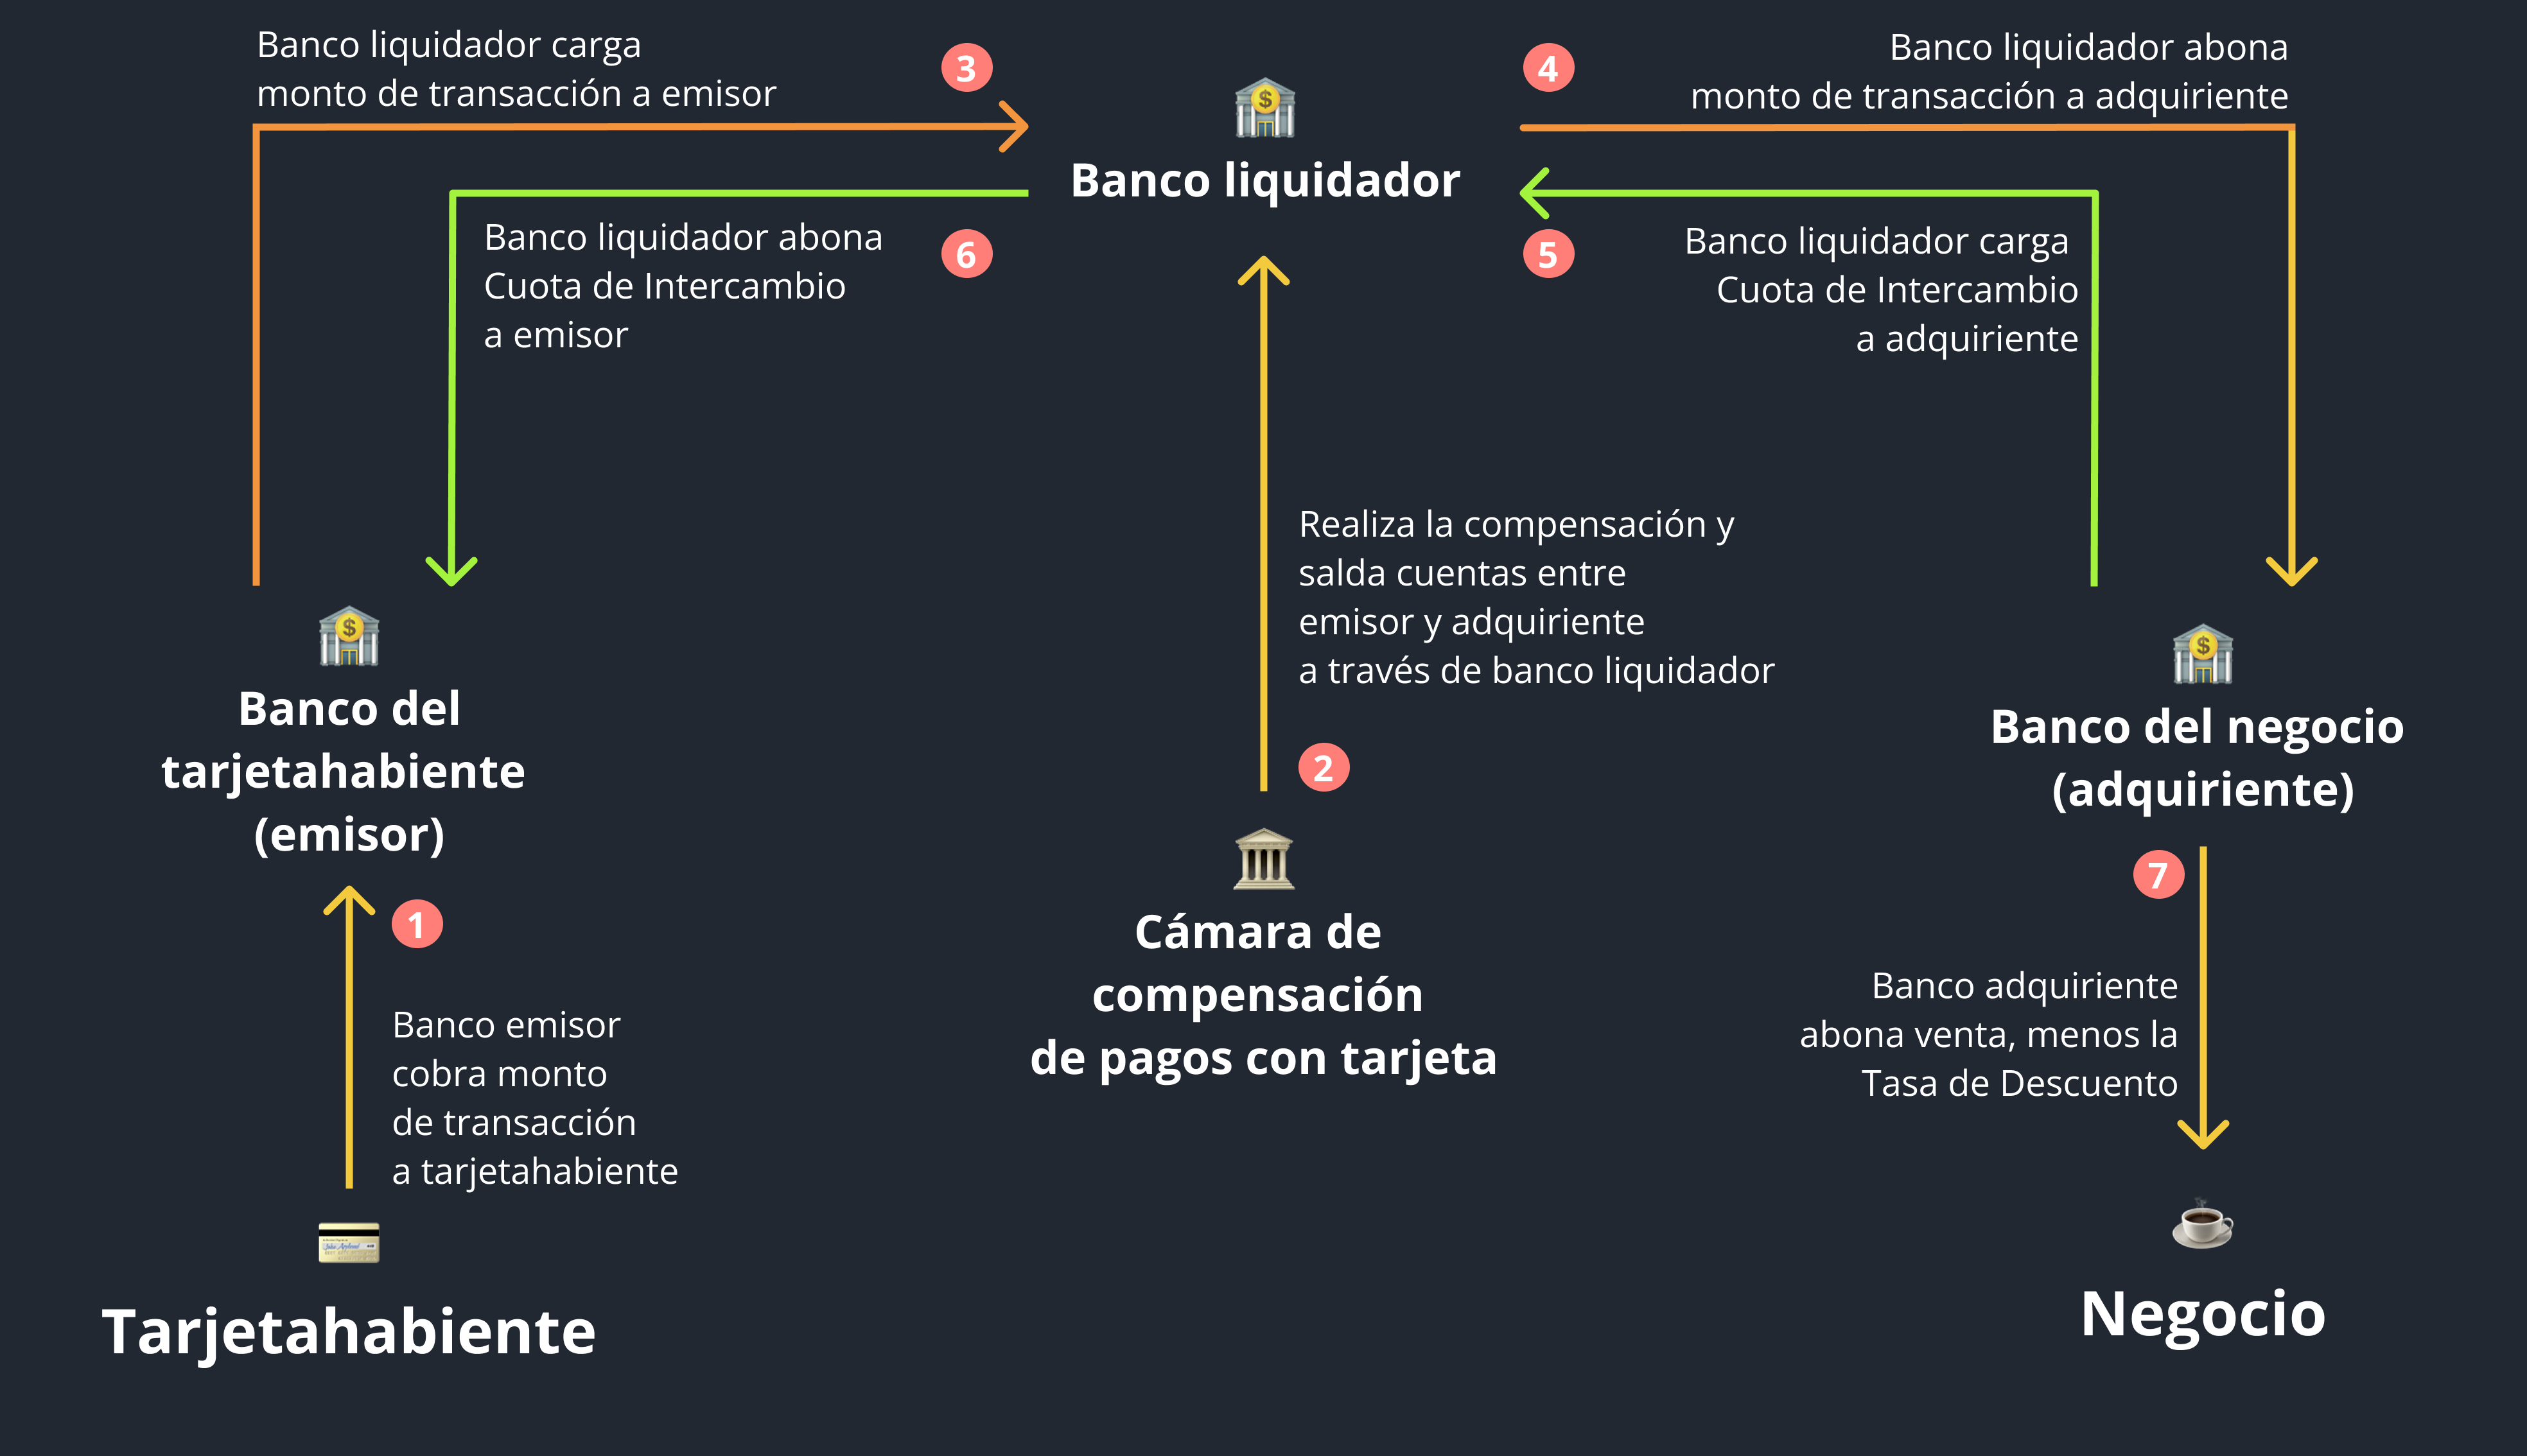 Banco liquidador carga
monto de transacción a emisor
3
4
Banco liquidador abona
monto de transacción a adquiriente
Banco liquidador
Banco liquidador abona
Cuota de Intercambio
a emisor
6
5
Banco liquidador carga
Cuota de Intercambio
a adquiriente
Realiza la compensación y
salda cuentas entre
emisor y adquiriente
a través de banco liquidador
2
Banco del
tarjetahabiente
(emisor)
Banco del negocio
(adquiriente)
1
Banco emisor
cobra monto
de transacción
a tarjetahabiente
Cámara de
compensación
de pagos con tarjeta
7
Banco adquiriente
abona venta, menos la
Tasa de Descuento
Tarjetahabiente
Negocio